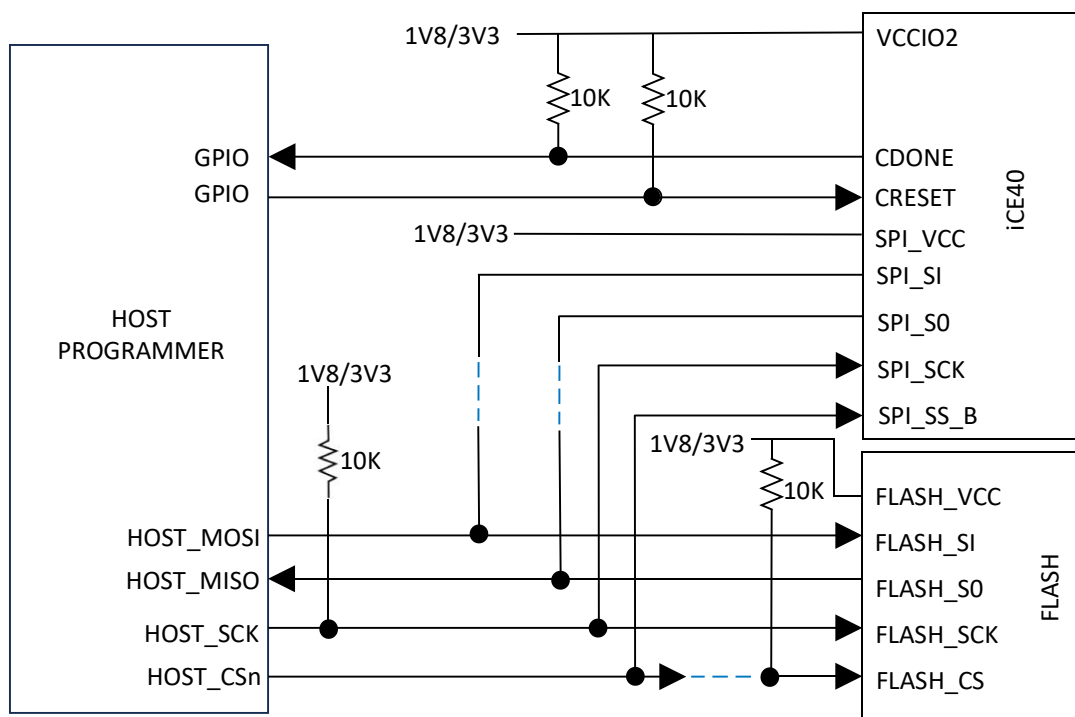 1V8/3V3
VCCIO2
10K
10K
GPIO
CDONE
GPIO
CRESET
iCE40
1V8/3V3
SPI_VCC
SPI_SI
HOST
PROGRAMMER
SPI_S0
1V8/3V3
SPI_SCK
SPI_SS_B
1V8/3V3
10K
10K
FLASH_VCC
HOST_MOSI
FLASH_SI
HOST_MISO
FLASH_S0
FLASH
HOST_SCK
FLASH_SCK
HOST_CSn
FLASH_CS